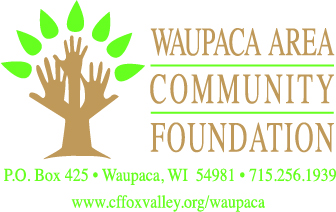 WAUPACA AREA
COMMUNITY
FOUNDATION
P.O. Box 425 • Waupaca, WI 54981 • 715.256.1939
www.cffoxvalley.org/waupaca